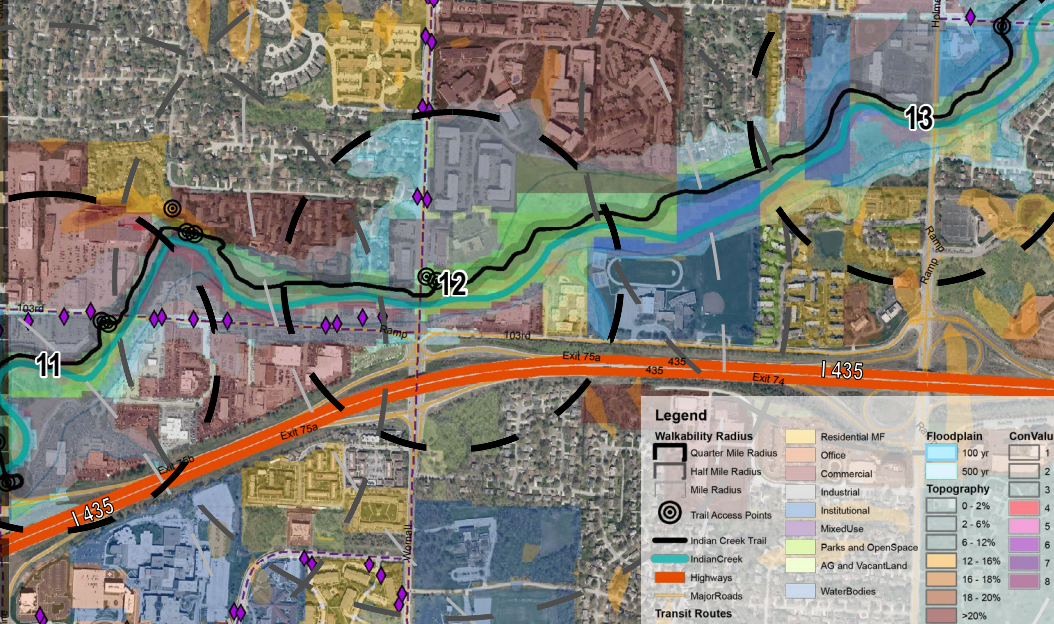 Holme
13
Ramp
Ramp
12
103rd
103rd
Ramp
11
Exit 75a
435
435
I 435
Exit 74
Exit 75a
Exit 75b
I 435
Wornall
Legend
Walkability Radius
Quarter Mile Radius
Half Mile Radius
Mile Radius
Trail Access Points
Indian Creek Trail
IndianCreek
Highways
MajorRoads
Transit Routes
Residential MF
Office
Commercial
Industrial
Institutional
MixedUse
Parks and OpenSpace
AG and VacantLand
WaterBodies
Floodplain
100 yr
500 yr
Topography
0 - 2%
2 - 6%
6 - 12%
12 - 16%
16 - 18%
18 - 20%
>20%
ConValu
1
2
3
4
5
6
7
8